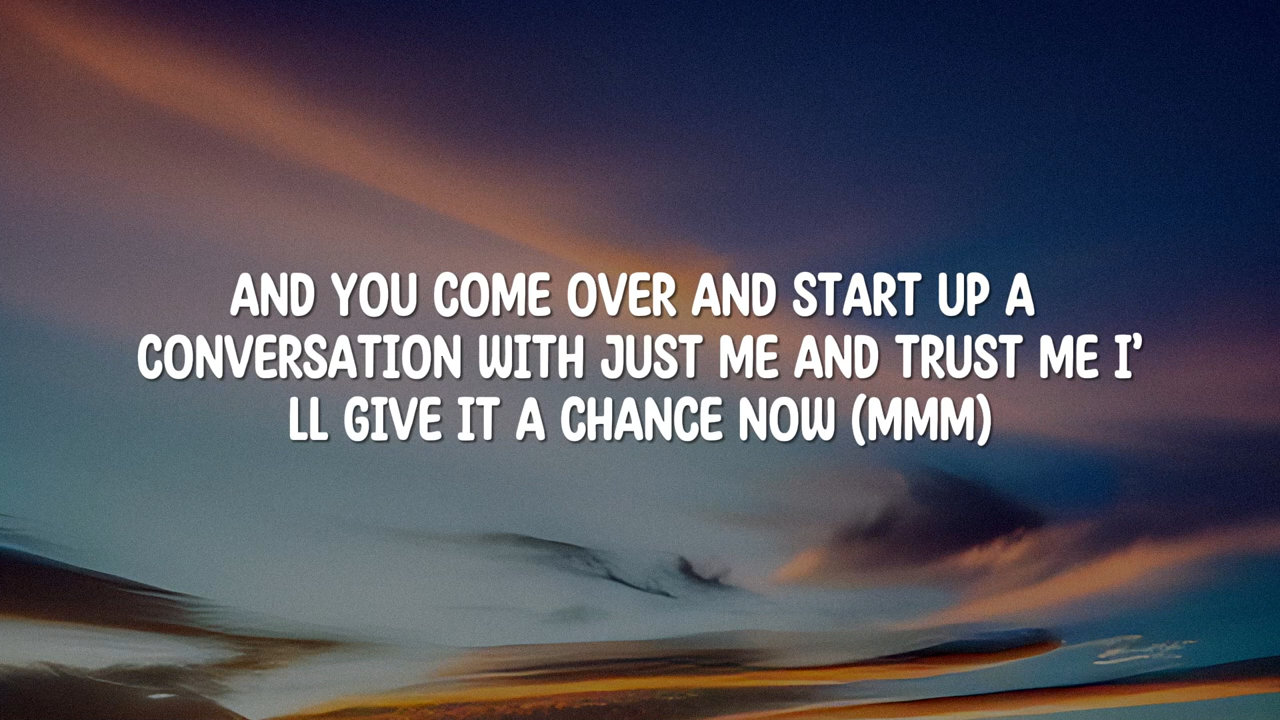 AND YOU COME OVER AND START UP A
CONVERSATION WITH JUST ME AND TRUST ME I'
LL GIVE IT A CHANCE NOW (MMM)